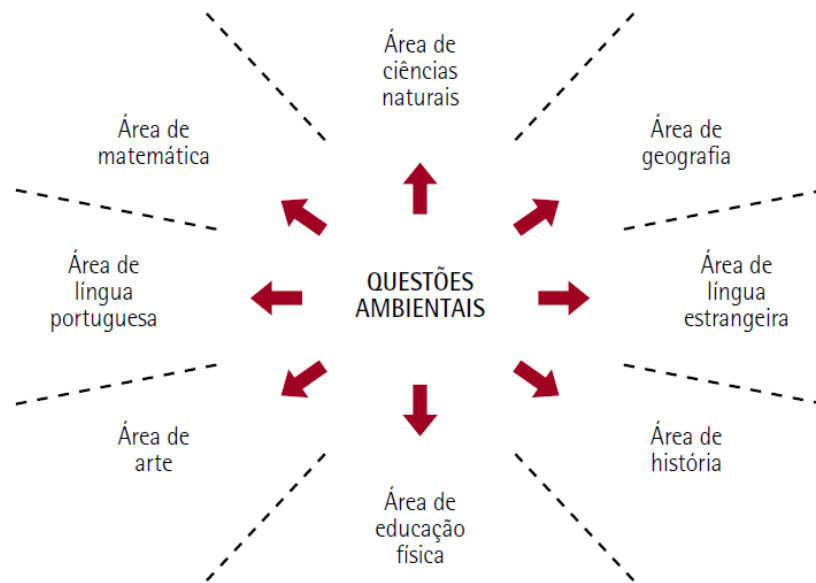 Área de
ciências
naturais
Área de
matemática
Área de
geografia
Área de
língua
portuguesa
QUESTÕES
AMBIENTAIS
Área de
língua
estrangeira
Área de
arte
Área de
história
Área de
educação
física